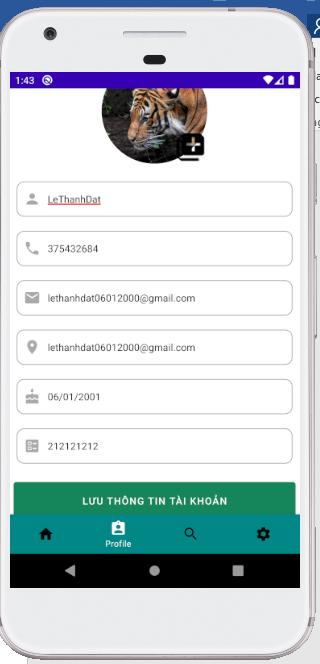 1:43
LeThanhDat
375432684
lethanhdat06012000@gmail.com
lethanhdat06012000@gmail.com
06/01/2001
212121212
LƯU THÔNG TIN TÀI KHOẢN
Profile